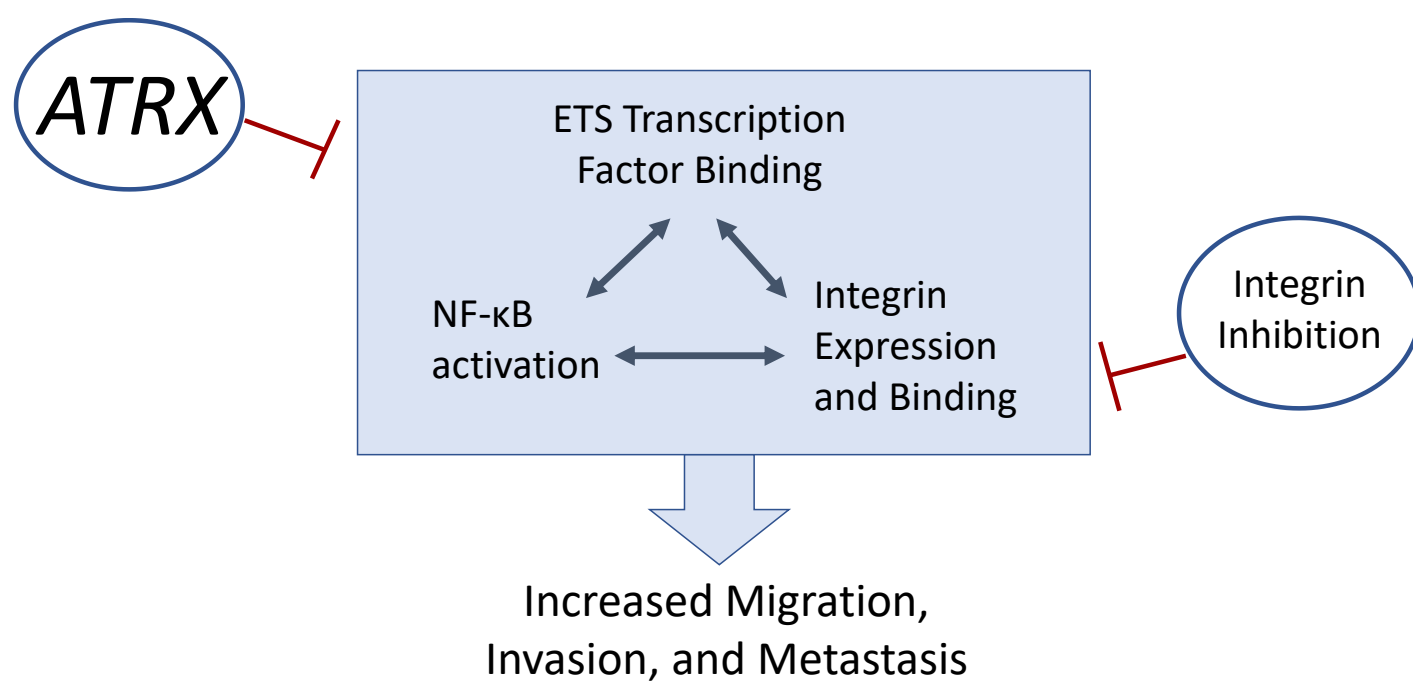 ATRX
ETS Transcription
Factor Binding
NF-κB
activation
Integrin
Expression
and Binding
Integrin
Inhibition
Increased Migration,
Invasion, and Metastasis